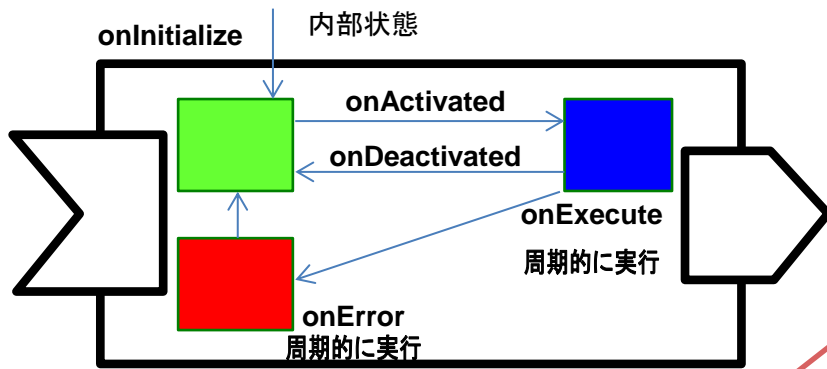 内部状態
onInitialize
onActivated
onDeactivated
onExecute
周期的に実行
onError
周期的に実行